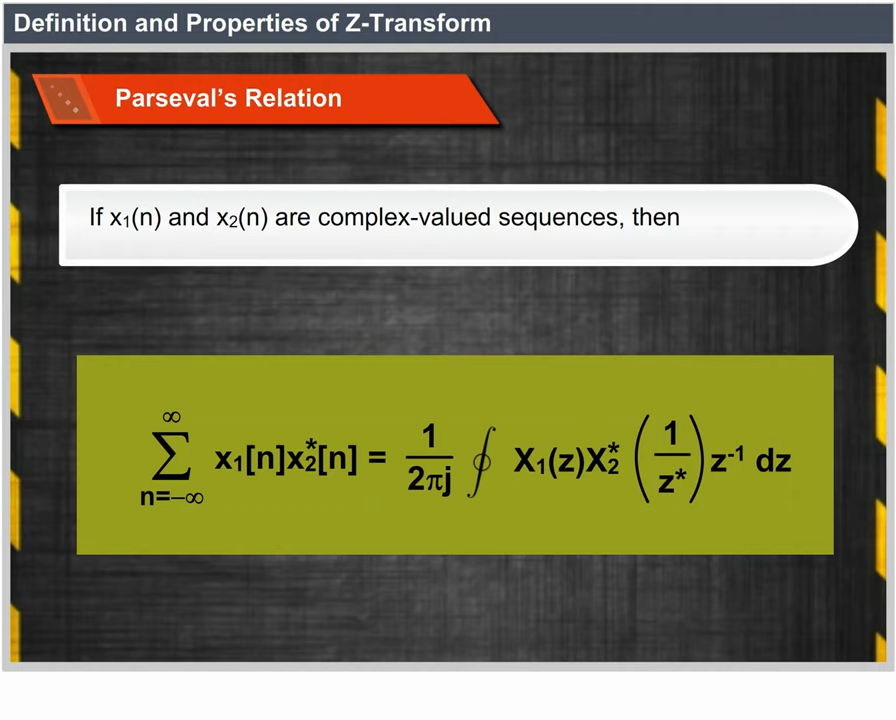 Definition and Properties of Z-Transform
Parseval's Relation
If x₁(n) and x₂(n) are complex-valued sequences, then
∑_{n=−∞}^{∞} x₁[n]x₂*[n] = 1/(2πj) ∮ X₁(z)X₂*(1/z*)z⁻¹ dz